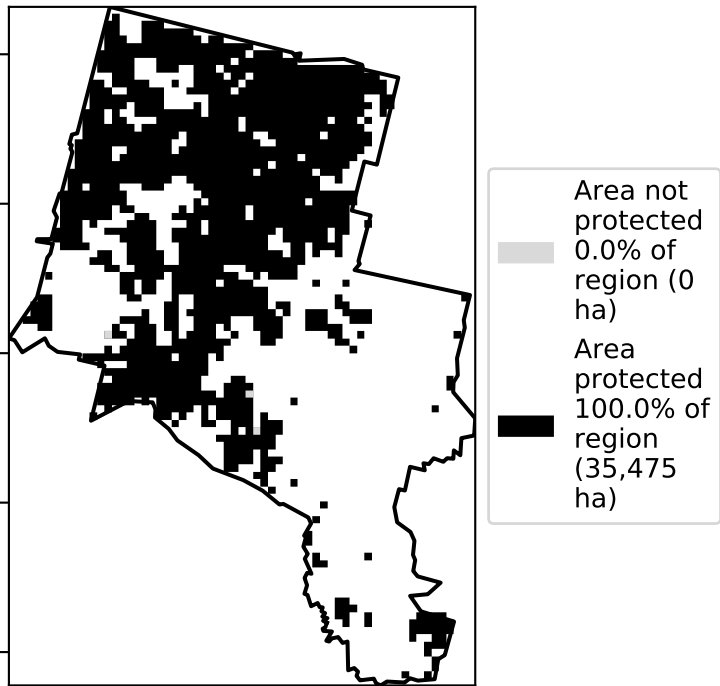 Area not
protected
0.0% of
region (0
ha)
Area
protected
100.0% of
region
(35,475
ha)